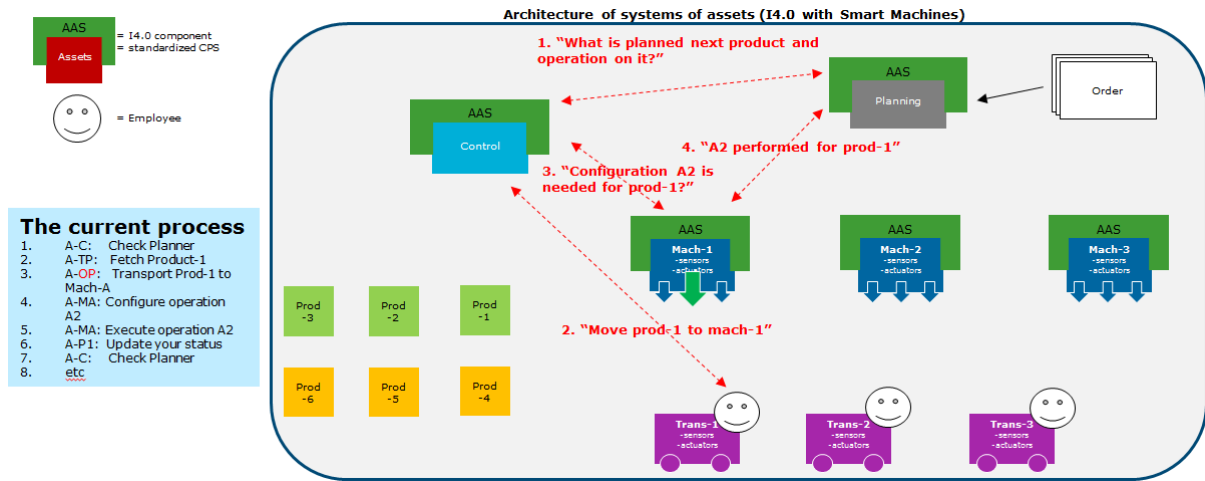 Architecture of systems of assets (I4.0 with Smart Machines)
AAS
Assets
= I4.0 component
= standardized CPS
= Employee
1. “What is planned next product and
operation on it?”
AAS
Planning
Order
AAS
Control
4. “A2 performed for prod-1”
3. “Configuration A2 is
needed for prod-1?”
The current process
1. A-C: Check Planner
2. A-TP: Fetch Product-1
3. A-OP: Transport Prod-1 to
Mach-A
4. A-MA: Configure operation
A2
5. A-MA: Execute operation A2
6. A-P1: Update your status
7. A-C: Check Planner
8. etc
AAS
Mach-1
-sensors
-actuators
AAS
Mach-2
-sensors
-actuators
AAS
Mach-3
-sensors
-actuators
Prod
-3
Prod
-2
Prod
-1
2. “Move prod-1 to mach-1”
Prod
-6
Prod
-5
Prod
-4
Trans-1
-sensors
-actuators
Trans-2
-sensors
-actuators
Trans-3
-sensors
-actuators